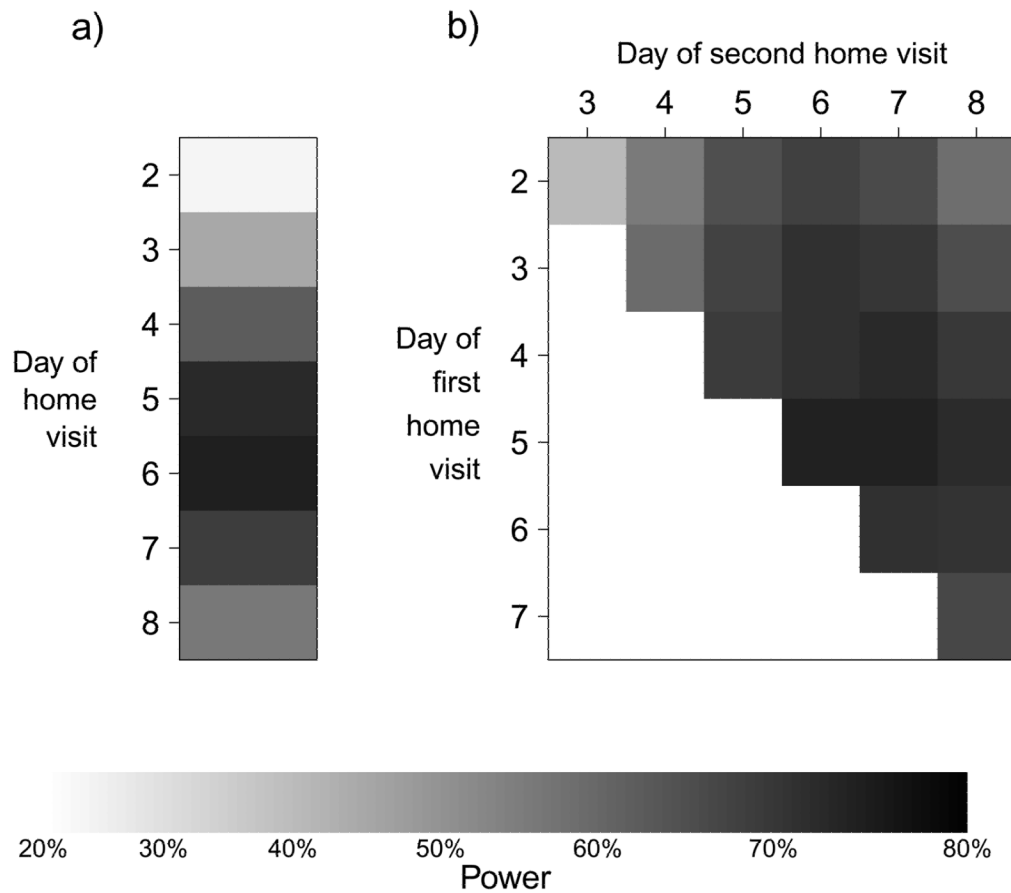 a)
Day of
home
visit
2
3
4
5
6
7
8
b)
Day of second home visit
3 4 5 6 7 8
Day of
first
home
visit
2
3
4
5
6
7
20% 30% 40% 50% 60% 70% 80%
Power